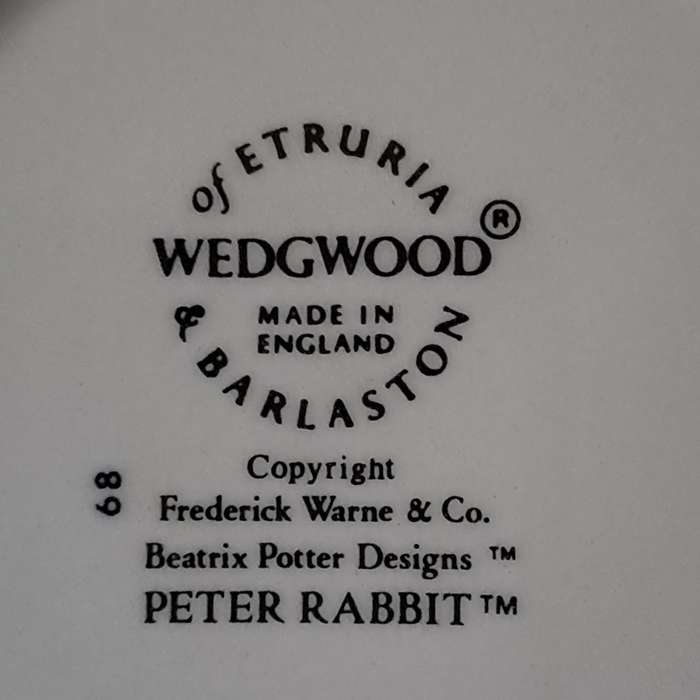 of ETRURIA
WEDGWOOD®
MADE IN
ENGLAND
& BARLASTON
Copyright
89
Frederick Warne & Co.
Beatrix Potter Designs ™
PETER RABBIT™